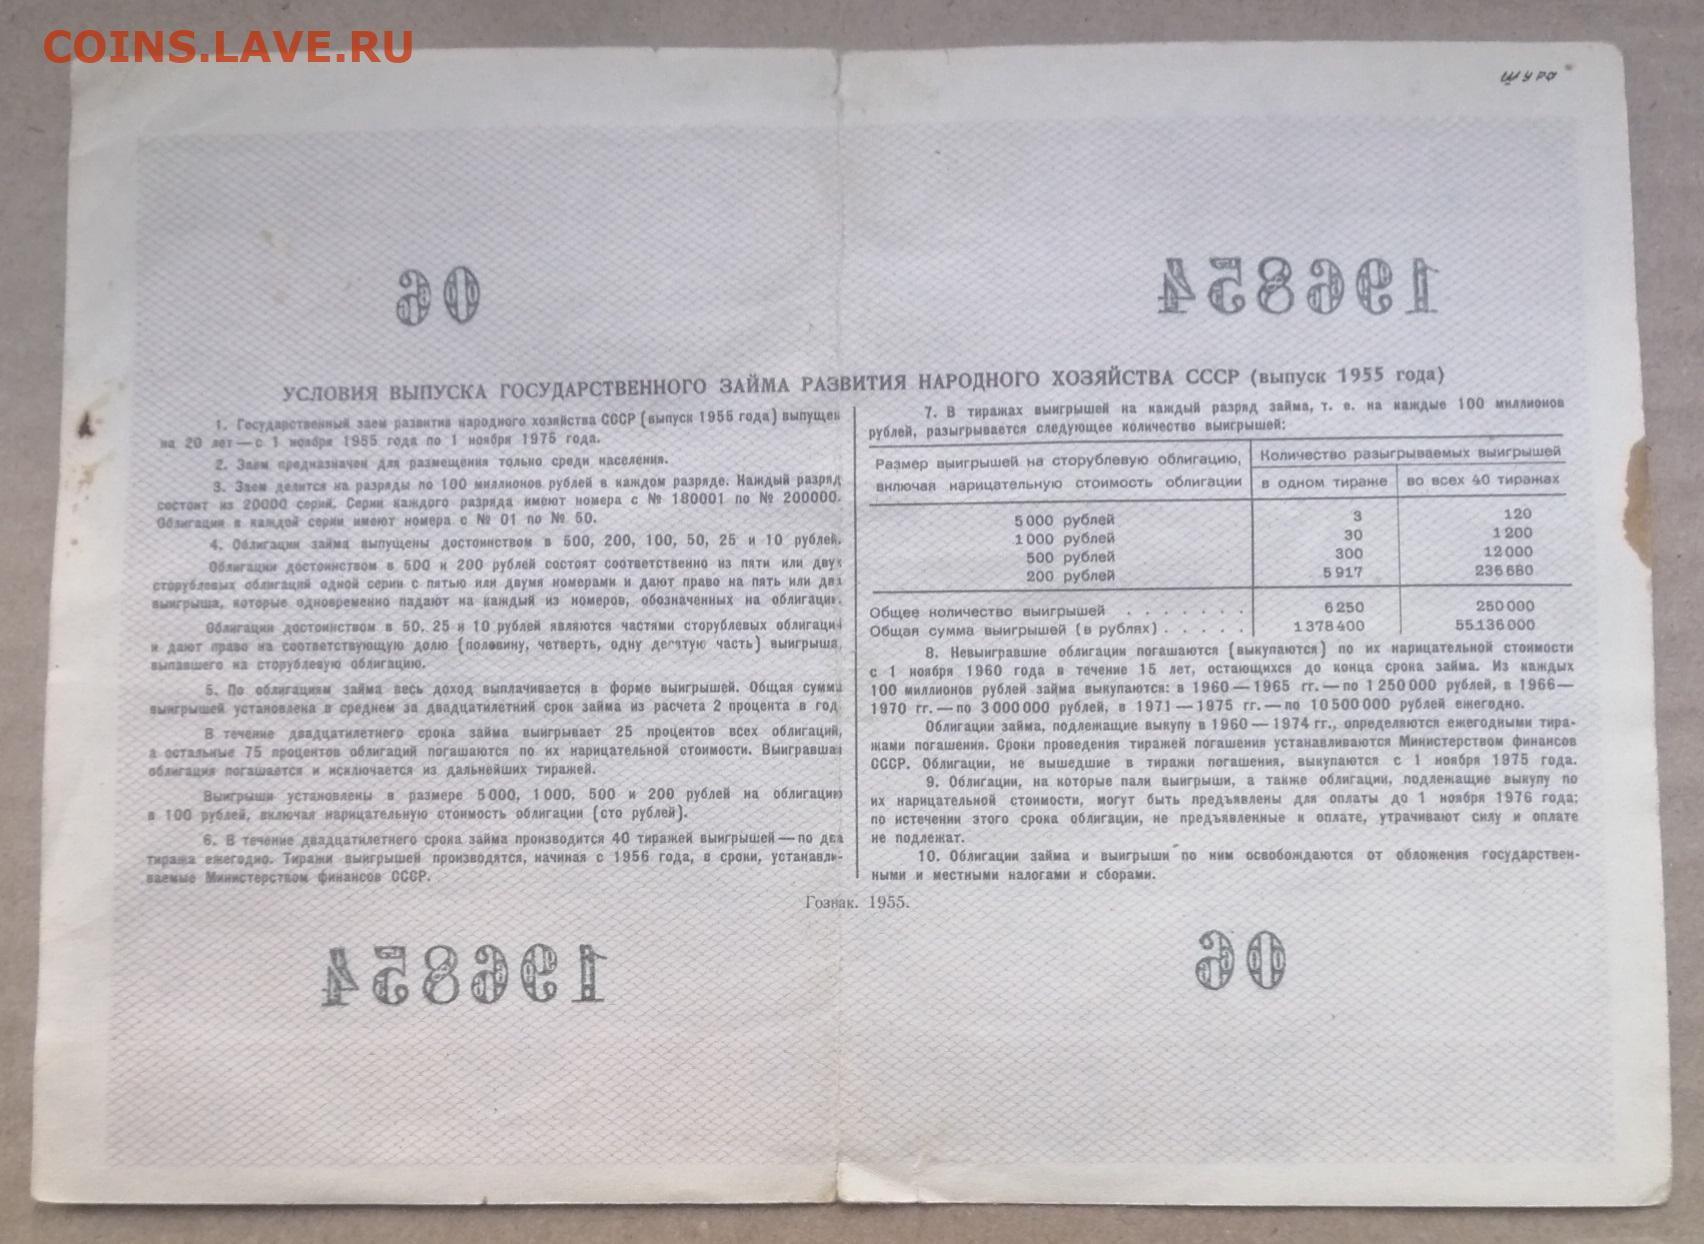 COINS.LAVE.RU
шура
06 196854
УСЛОВИЯ ВЫПУСКА ГОСУДАРСТВЕННОГО ЗАЙМА РАЗВИТИЯ НАРОДНОГО ХОЗЯЙСТВА СССР (выпуск 1955 года)
1. Государственный заем развития народного хозяйства СССР (выпуск 1955 года) выпущен
на 20 лет — с 1 ноября 1955 года по 1 ноября 1975 года.
2. Заем предназначен для размещения только среди населения.
3. Заем делится на разряды по 100 миллионов рублей в каждом разряде. Каждый разряд
состоит из 20000 серий. Серии каждого разряда имеют номера с № 180001 по № 200000.
Облигации в каждой серии имеют номера с № 01 по № 50.
4. Облигации займа выпущены достоинством в 500, 200, 100, 50, 25 и 10 рублей.
Облигации достоинством в 500 и 200 рублей состоят соответственно из пяти или двух
сторублевых облигаций одной серии с пятью или двумя номерами и дают право на пять или два
выигрыша, которые одновременно падают на каждый из номеров, обозначенных на облигации.
Облигации достоинством в 50, 25 и 10 рублей являются частями сторублевых облигаций
и дают право на соответствующую долю (половину, четверть, одну десятую часть) выигрыша,
выпавшего на сторублевую облигацию.
5. По облигациям займа весь доход выплачивается в форме выигрышей. Общая сумма
выигрышей установлена в среднем за двадцатилетний срок займа из расчета 2 процента в год.
В течение двадцатилетнего срока займа выигрывает 25 процентов всех облигаций,
а остальные 75 процентов облигаций погашаются по их нарицательной стоимости. Выигравшая
облигация погашается и исключается из дальнейших тиражей.
Выигрыши установлены в размере 5000, 1000, 500 и 200 рублей на облигацию
в 100 рублей, включая нарицательную стоимость облигации (сто рублей).
6. В течение двадцатилетнего срока займа производится 40 тиражей выигрышей — по два
тиража ежегодно. Тиражи выигрышей производятся, начиная с 1956 года, в сроки, устанавли-
ваемые Министерством финансов СССР.
7. В тиражах выигрышей на каждый разряд займа, т. е. на каждые 100 миллионов
рублей, разыгрывается следующее количество выигрышей:
Размер выигрышей на сторублевую облигацию, Количество разыгрываемых выигрышей
включая нарицательную стоимость облигации в одном тираже во всех 40 тиражах
5 000 рублей 3 120
1 000 рублей 30 1 200
500 рублей 300 12 000
200 рублей 5 917 236 680
Общее количество выигрышей . . . . . . . 6 250 250 000
Общая сумма выигрышей (в рублях) . . . . . 1 378 400 55 136 000
8. Невыигравшие облигации погашаются (выкупаются) по их нарицательной стоимости
с 1 ноября 1960 года в течение 15 лет, остающихся до конца срока займа. Из каждых
100 миллионов рублей займа выкупаются: в 1960 — 1965 гг. — по 1 250 000 рублей, в 1966 —
1970 гг. — по 3 000 000 рублей, в 1971 — 1975 гг. — по 10 500 000 рублей ежегодно.
Облигации займа, подлежащие выкупу в 1960 — 1974 гг., определяются ежегодными тира-
жами погашения. Сроки проведения тиражей погашения устанавливаются Министерством финансов
СССР. Облигации, не вышедшие в тиражи погашения, выкупаются с 1 ноября 1975 года.
9. Облигации, на которые пали выигрыши, а также облигации, подлежащие выкупу по
их нарицательной стоимости, могут быть предъявлены для оплаты до 1 ноября 1976 года;
по истечении этого срока облигации, не предъявленные к оплате, утрачивают силу и оплате
не подлежат.
10. Облигации займа и выигрыши по ним освобождаются от обложения государствен-
ными и местными налогами и сборами.
Гознак. 1955.
196854 06